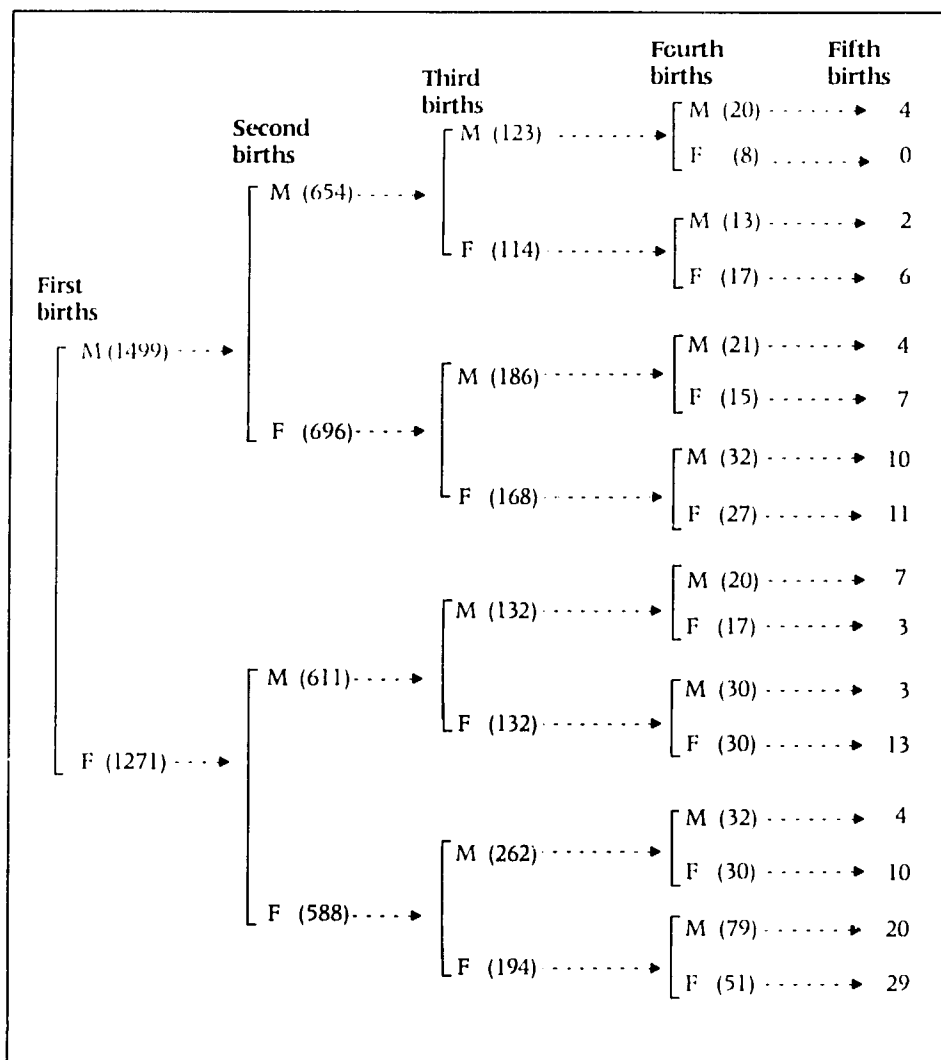 First
births
Second
births
Third
births
Fourth
births
Fifth
births
M (1499)
F (1271)
M (654)
F (696)
M (611)
F (588)
M (123)
F (114)
M (186)
F (168)
M (132)
F (132)
M (262)
F (194)
M (20) 4
F (8) 0
M (13) 2
F (17) 6
M (21) 4
F (15) 7
M (32) 10
F (27) 11
M (20) 7
F (17) 3
M (30) 3
F (30) 13
M (32) 4
F (30) 10
M (79) 20
F (51) 29